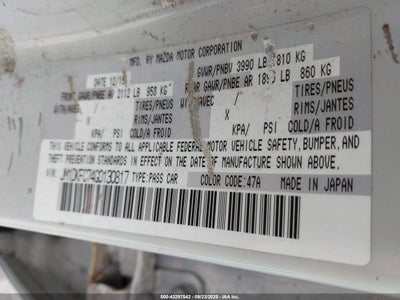 MFD. BY MAZDA MOTOR CORPORATION
GVWR/PNBV 3990 LB 1810 KG
FRONT GAWR/PNBE AV 2112 LB 958 KG
REAR GAWR/PNBE AR LB 860 KG
WITH/AVEC / TIRES/PNEUS
X RIMS/JANTES
KPA/ PSI COLD/A FROID
WITH/AVEC / TIRES/PNEUS
X RIMS/JANTES
KPA/ PSI COLD/A FROID
THIS VEHICLE CONFORMS TO ALL APPLICABLE FEDERAL MOTOR VEHICLE SAFETY, BUMPER, AND
THEFT PREVENTION STANDARDS IN EFFECT ON THE DATE OF MANUFACTURE SHOWN ABOVE.
TYPE:PASS CAR
COLOR CODE: 47A MADE IN JAPAN
000-43297542 - 09/23/2025 - IAA Inc.